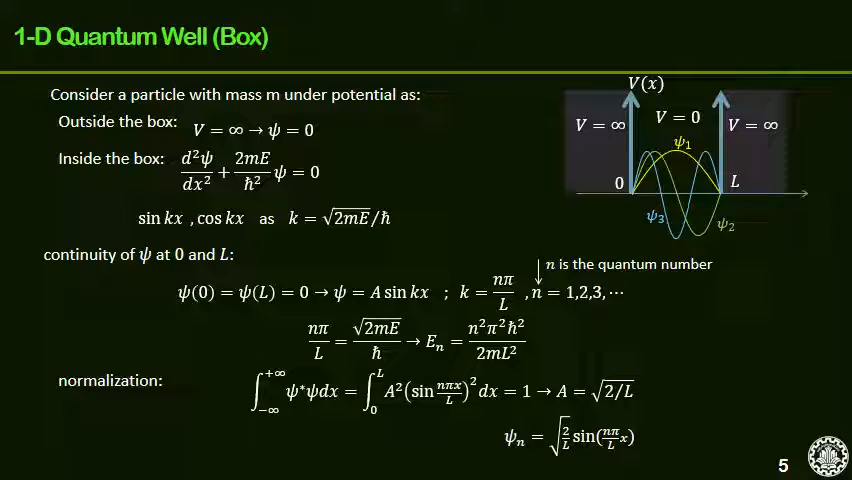 1-D Quantum Well (Box)
Consider a particle with mass m under potential as:
Outside the box: V = ∞ → ψ = 0
Inside the box: d²ψ/dx² + 2mE/ħ² ψ = 0
sin kx , cos kx as k = √2mE/ħ
V(x)
V = ∞
V = 0
V = ∞
ψ₁
0
L
ψ₃
ψ₂
continuity of ψ at 0 and L:
n is the quantum number
ψ(0) = ψ(L) = 0 → ψ = A sin kx ; k = nπ/L , n = 1,2,3, ⋯
nπ/L = √2mE/ħ → Eₙ = n²π²ħ²/2mL²
normalization: ∫₋∞⁺∞ ψ*ψdx = ∫₀ᴸ A²(sin nπx/L)² dx = 1 → A = √2/L
ψₙ = √2/L sin(nπ/L x)
5